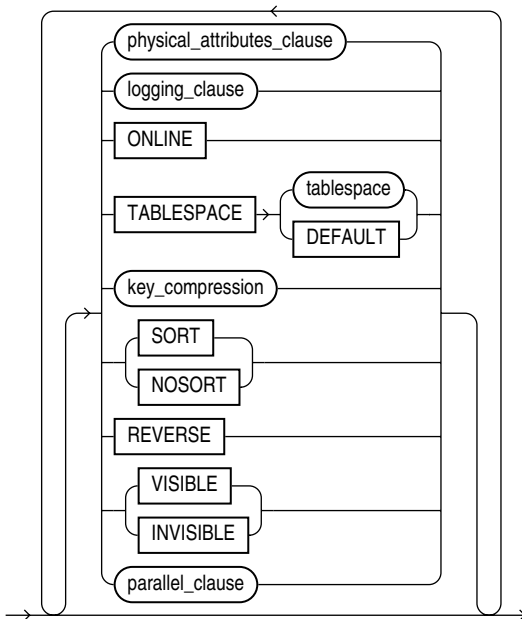 physical_attributes_clause
logging_clause
ONLINE
TABLESPACE
tablespace
DEFAULT
key_compression
SORT
NOSORT
REVERSE
VISIBLE
INVISIBLE
parallel_clause